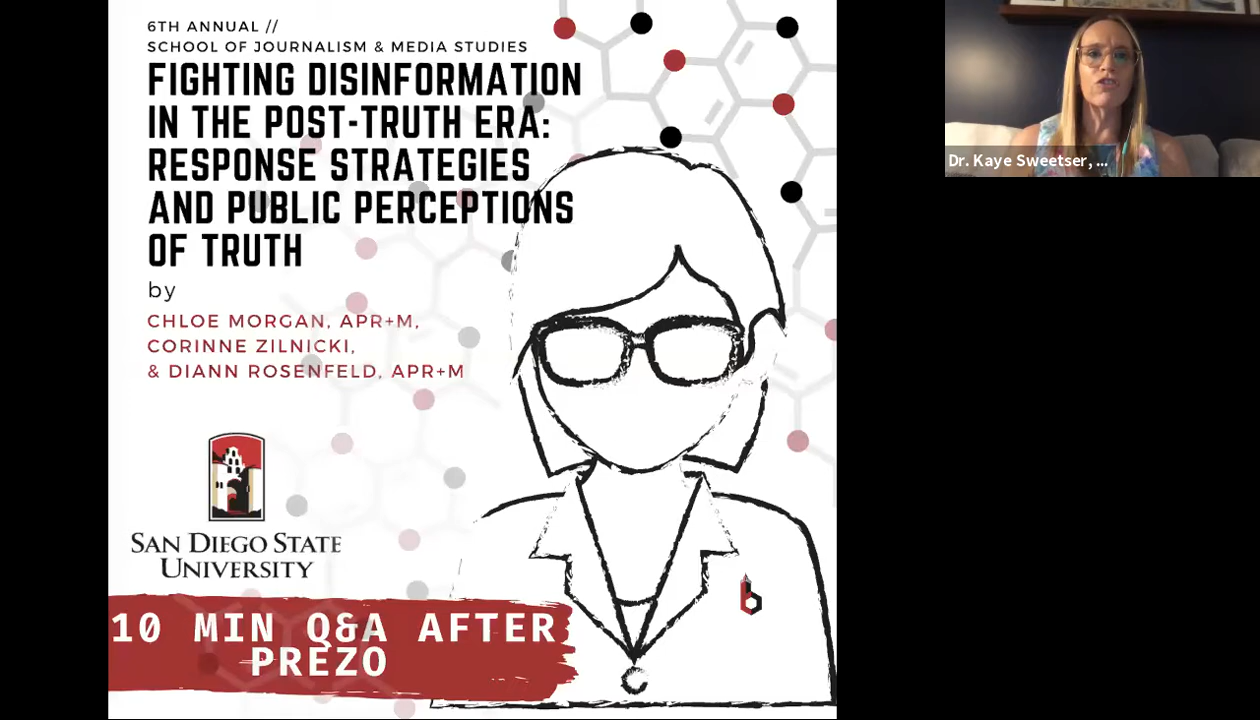 6TH ANNUAL //
SCHOOL OF JOURNALISM & MEDIA STUDIES
FIGHTING DISINFORMATION
IN THE POST-TRUTH ERA:
RESPONSE STRATEGIES
AND PUBLIC PERCEPTIONS
OF TRUTH
by
CHLOE MORGAN, APR+M,
CORINNE ZILNICKI,
& DIANN ROSENFELD, APR+M
SAN DIEGO STATE
UNIVERSITY
10 MIN Q&A AFTER
PREZO
b
Dr. Kaye Sweetser, ...